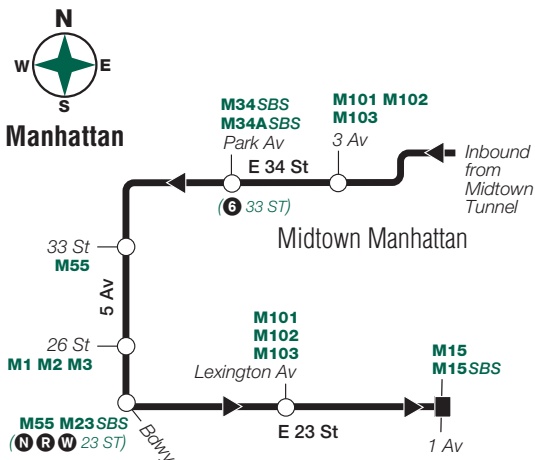 N
W E
S
Manhattan
M34SBS
M34ASBS
Park Av
M101 M102
M103
3 Av
E 34 St
Inbound
from
Midtown
Tunnel
(6 33 ST)
Midtown Manhattan
33 St
M55
5 Av
26 St
M1 M2 M3
M101
M102
M103
Lexington Av
M15
M15SBS
M55 M23SBS
(N R W 23 ST)
Bdwy
E 23 St
1 Av